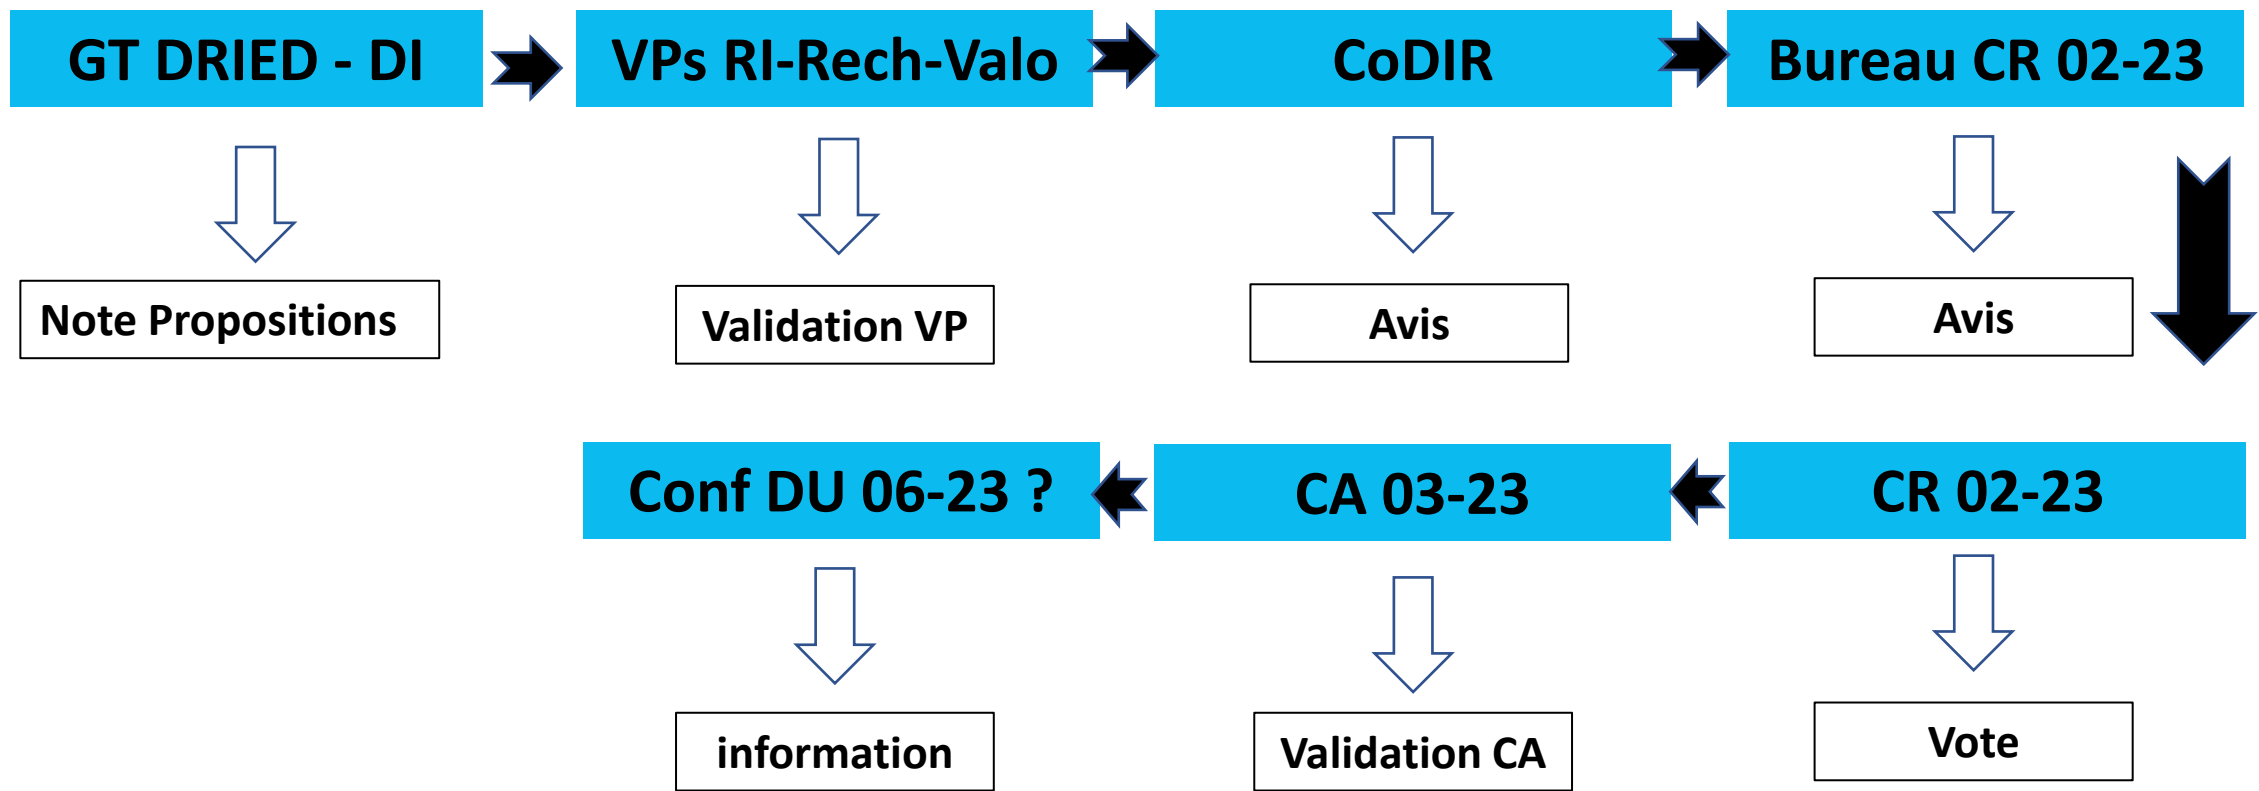 GT DRIED - DI
VPs RI-Rech-Valo
CoDIR
Bureau CR 02-23
Note Propositions
Validation VP
Avis
Avis
Conf DU 06-23 ?
CA 03-23
CR 02-23
information
Validation CA
Vote